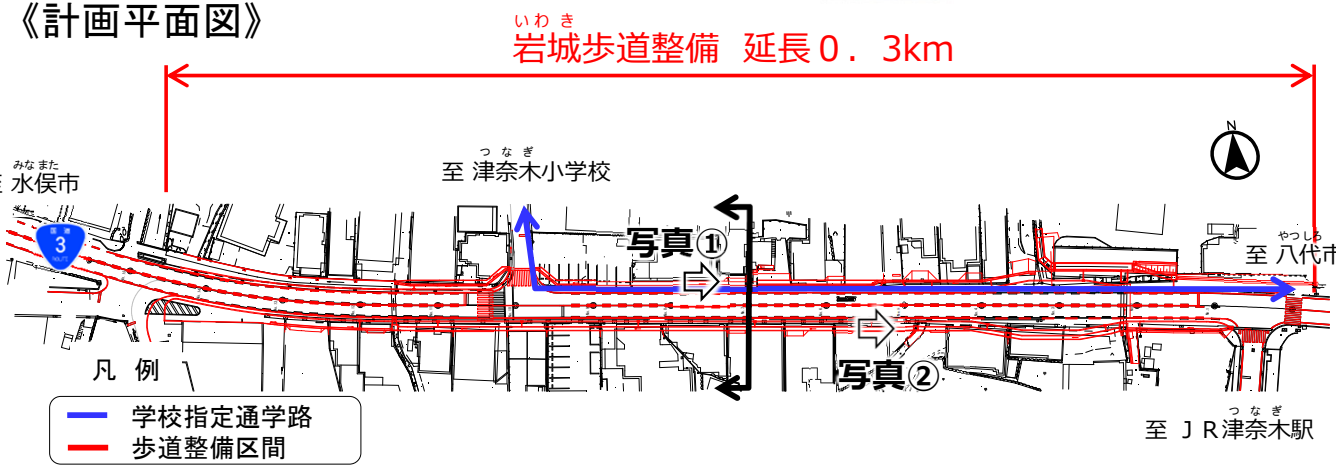 《計画平面図》
いわき
岩城歩道整備 延長0．3km
N
みなまた
至 水俣市
つなぎ
至 津奈木小学校
国道
3
ROUTE
写真①
やつしろ
至 八代市
写真②
凡 例
学校指定通学路
歩道整備区間
つなぎ
至 JR津奈木駅